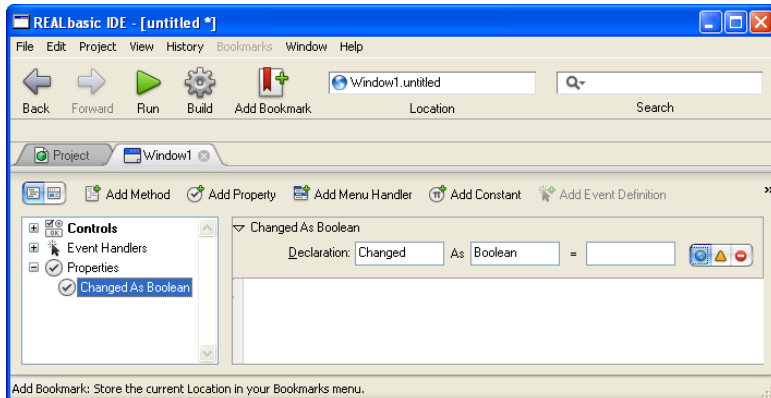 REALbasic IDE - [untitled *]
File Edit Project View History Bookmarks Window Help
Window1.untitled
Back Forward Run Build Add Bookmark Location Search
Project Window1
Add Method Add Property Add Menu Handler Add Constant Add Event Definition »
Controls
Event Handlers
Properties
Changed As Boolean
Changed As Boolean
Declaration: Changed As Boolean =
Add Bookmark: Store the current Location in your Bookmarks menu.